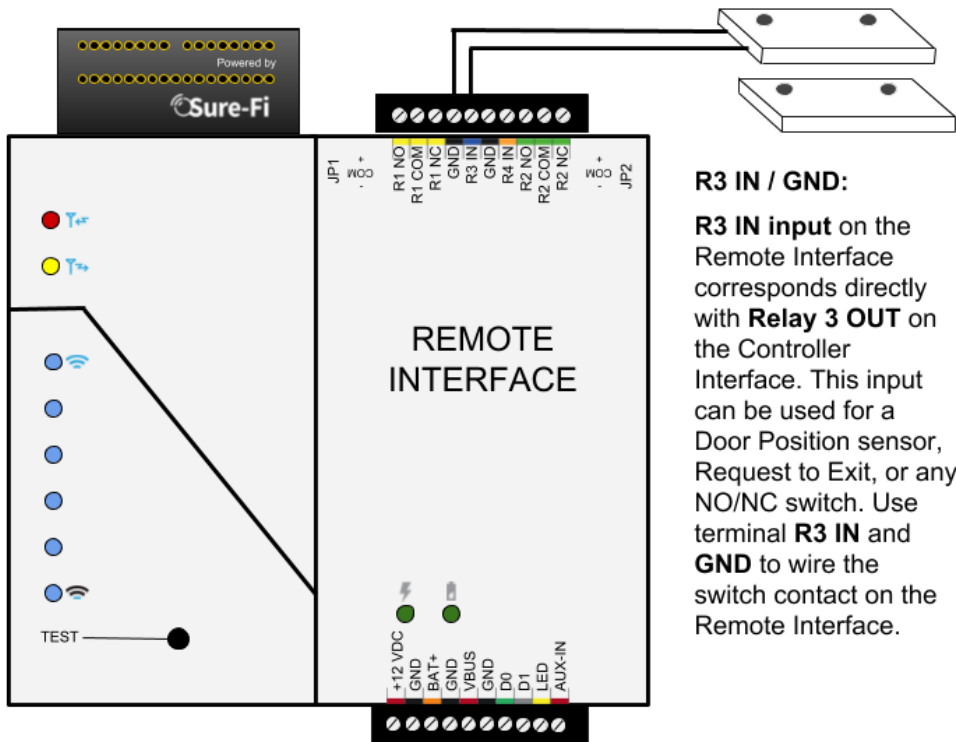 Powered by
Sure-Fi
JP1
- COM +
R1 NO
R1 COM
R1 NC
GND
R3 IN
GND
R4 IN
R2 NO
R2 COM
R2 NC
- COM +
JP2
REMOTE
INTERFACE
TEST
+12 VDC
GND
BAT+
GND
VBUS
GND
D0
D1
LED
AUX-IN
R3 IN / GND:
R3 IN input on the
Remote Interface
corresponds directly
with Relay 3 OUT on
the Controller
Interface. This input
can be used for a
Door Position sensor,
Request to Exit, or any
NO/NC switch. Use
terminal R3 IN and
GND to wire the
switch contact on the
Remote Interface.